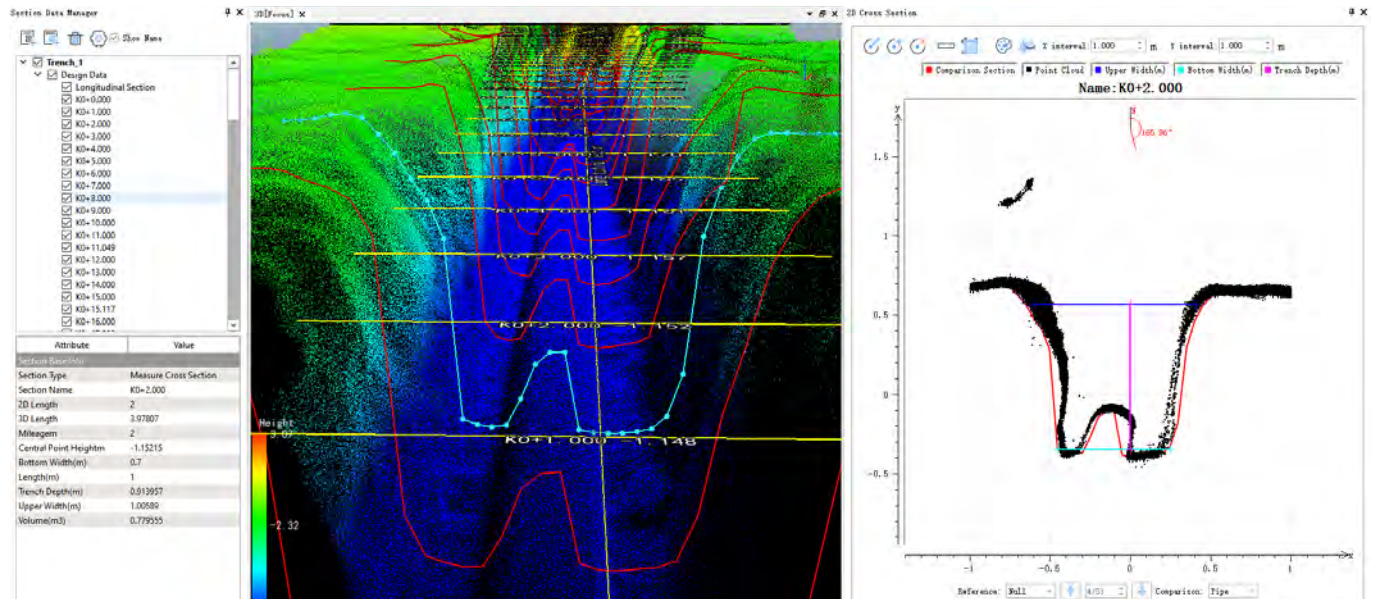 Section Data Manager
Show Name
Trench_1
Design Data
Longitudinal Section
K0+0.000
K0+1.000
K0+2.000
K0+3.000
K0+4.000
K0+5.000
K0+6.000
K0+7.000
K0+8.000
K0+9.000
K0+10.000
K0+11.000
K0+11.049
K0+12.000
K0+13.000
K0+14.000
K0+15.000
K0+15.117
K0+16.000
Attribute Value
Section Base Info
Section Type Measure Cross Section
Section Name K0+2.000
2D Length 2
3D Length 3.97807
Mileagem 2
Central Point Heightm -1.15215
Bottom Width(m) 0.7
Length(m) 1
Trench Depth(m) 0.913957
Upper Width(m) 1.00589
Volume(m3) 0.779555
3D[Focus]
K0+3.000 -1.157
K0+2.000 -1.152
K0+1.000 -1.148
Height
-2.32
2D Cross Section
X interval 1.000 m Y interval 1.000 m
Comparison Section Point Cloud Upper Width(m) Bottom Width(m) Trench Depth(m)
Name:K0+2.000
y
N
165.96°
1.5
1
0.5
0
-0.5
-1 -0.5 0 0.5 1
x
Reference: Null 4/53 Comparison: Pipe